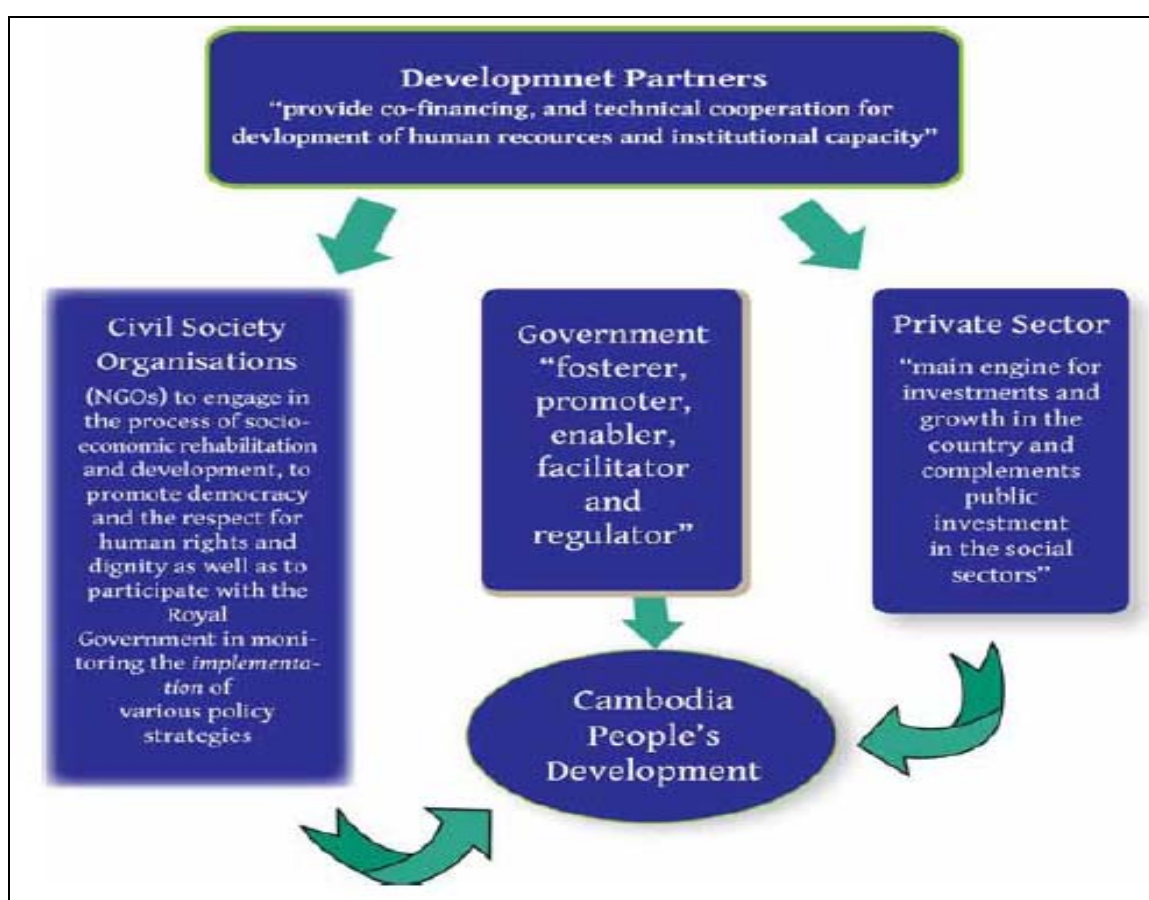 Developmnet Partners
“provide co-financing, and technical cooperation for
devlopment of human recources and institutional capacity”
Civil Society
Organisations
(NGOs) to engage in
the process of socio-
economic rehabilitation
and development, to
promote democracy
and the respect for
human rights and
dignity as well as to
participate with the
Royal
Government in moni-
toring the implementa-
tion of
various policy
strategies
Government
“fosterer,
promoter,
enabler,
facilitator
and
regulator”
Private Sector
“main engine for
investments and
growth in the
country and
complements
public
investment
in the social
sectors”
Cambodia
People’s
Development